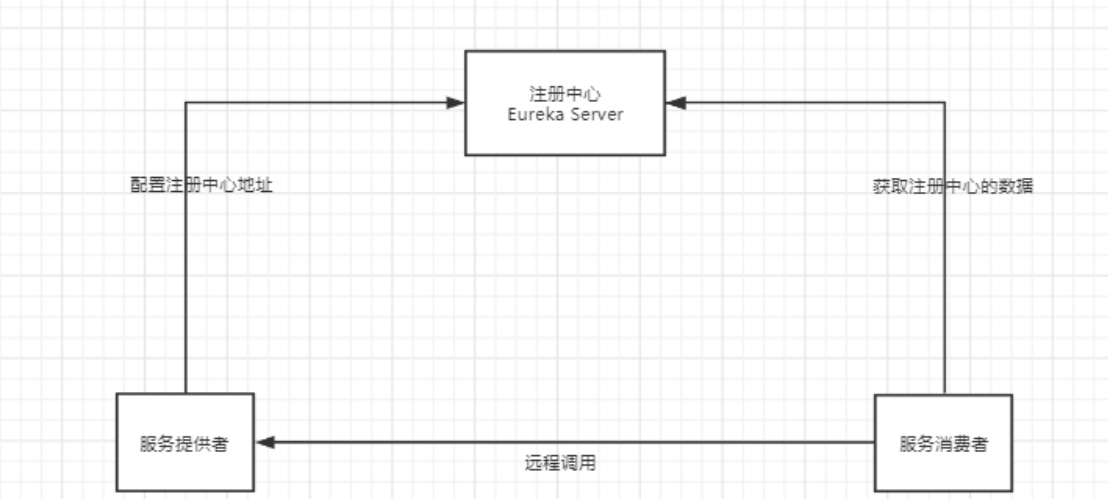 注册中心
Eureka Server
配置注册中心地址
获取注册中心的数据
服务提供者
服务消费者
远程调用